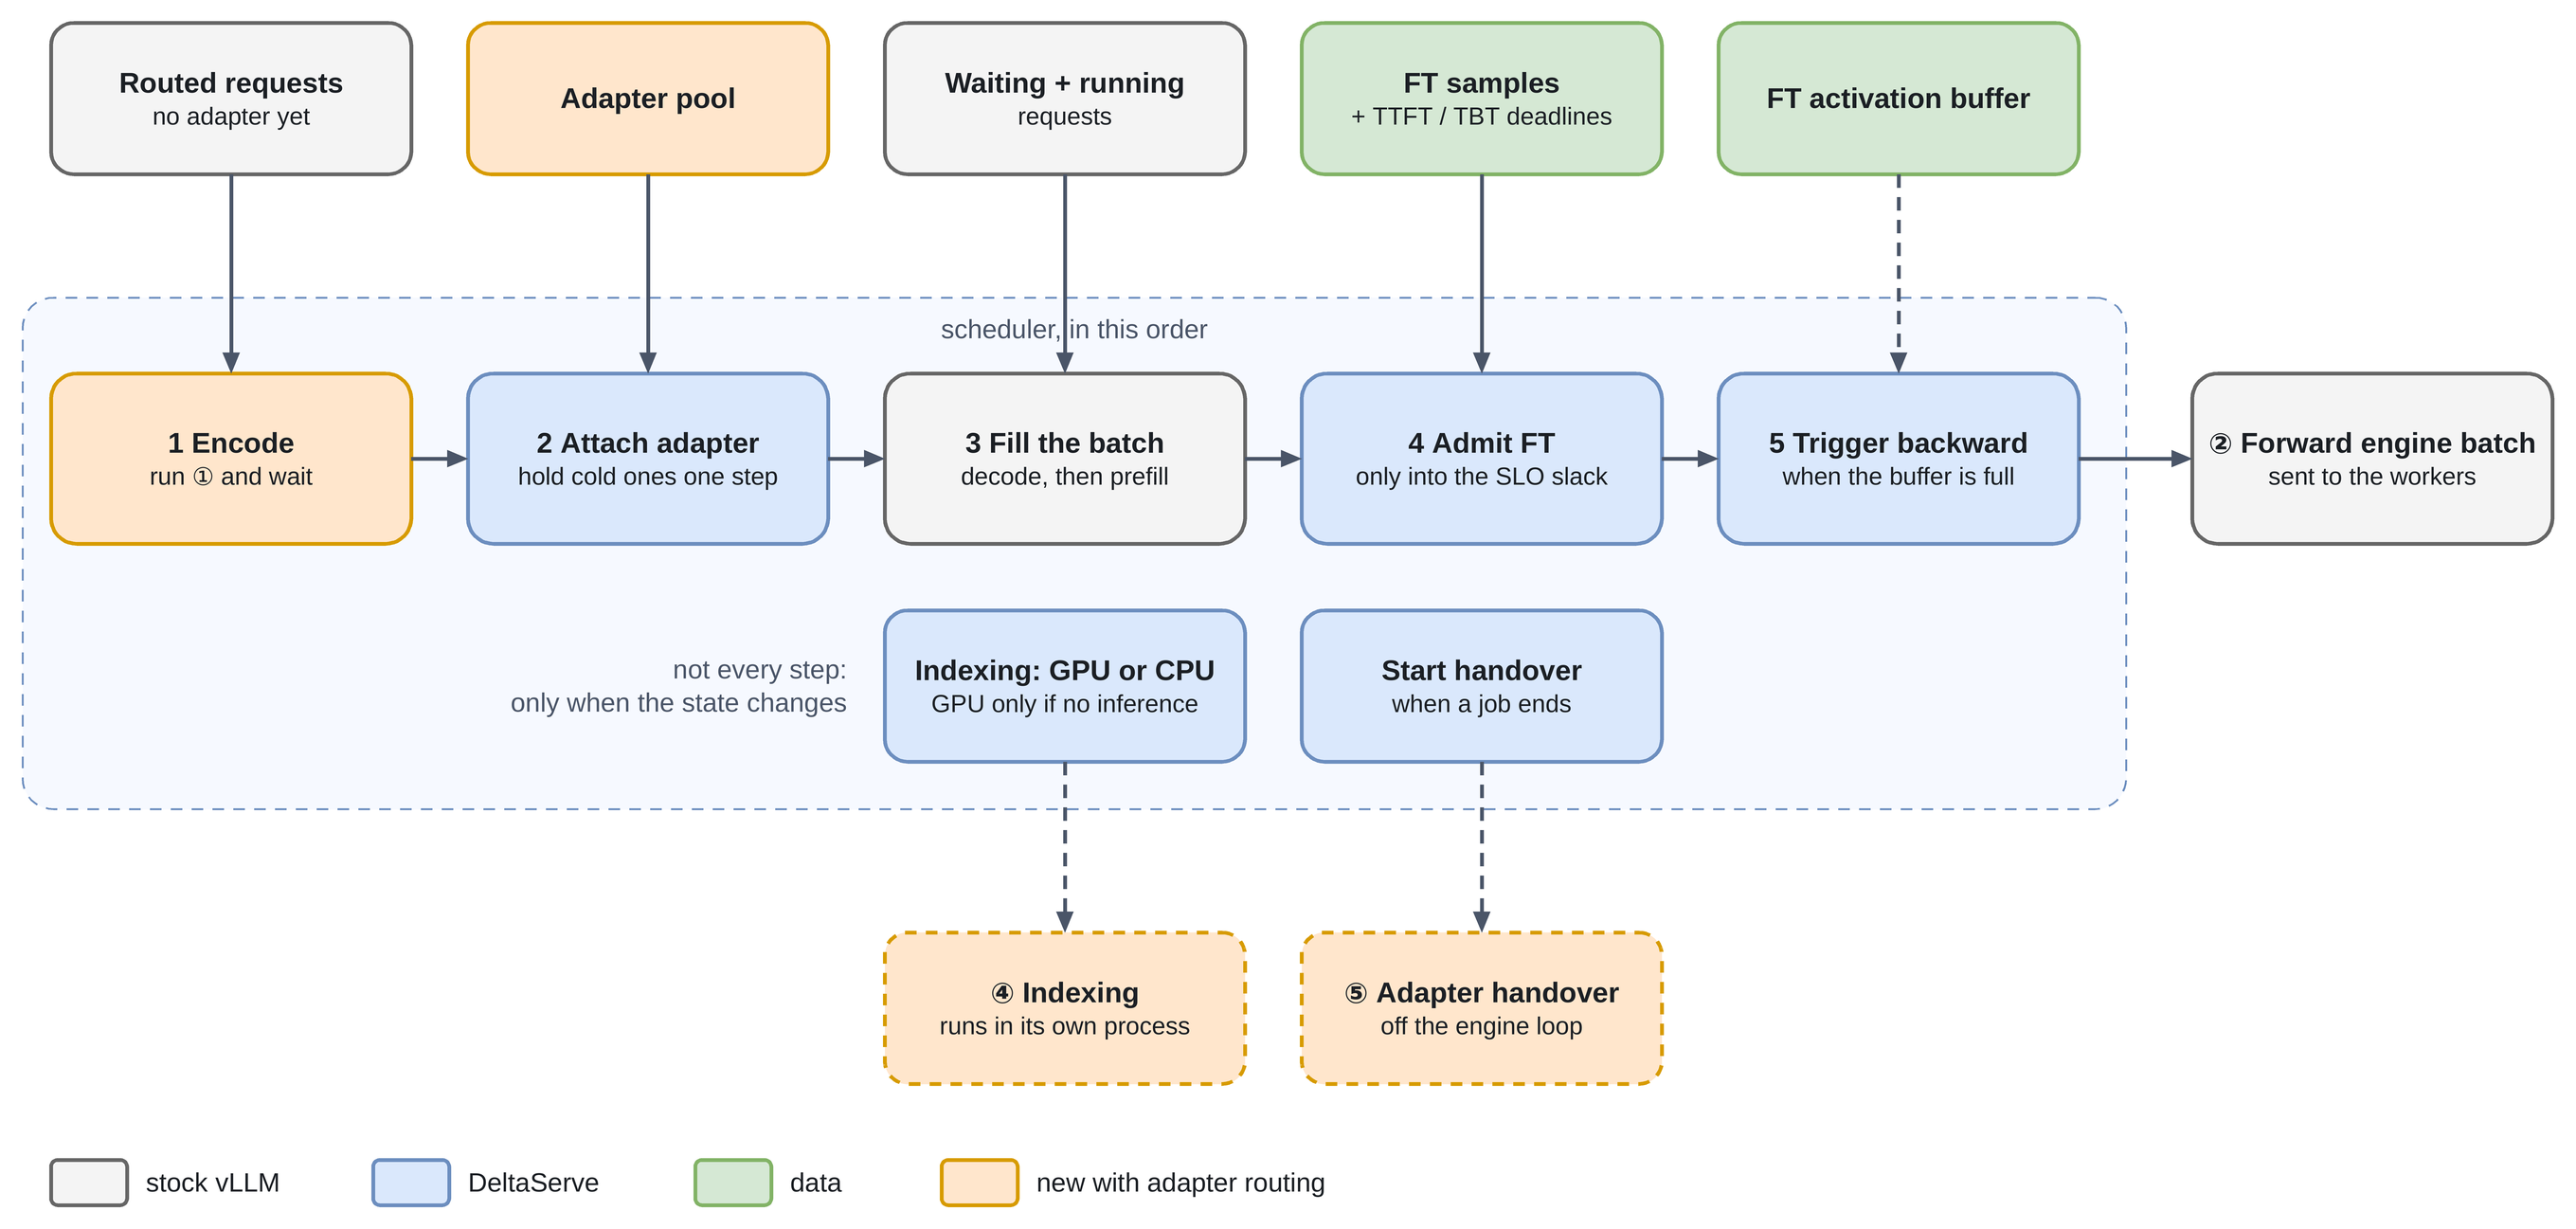 Routed requests
no adapter yet
Adapter pool
Waiting + running
requests
FT samples
+ TTFT / TBT deadlines
FT activation buffer
scheduler, in this order
1 Encode
run ① and wait
2 Attach adapter
hold cold ones one step
3 Fill the batch
decode, then prefill
4 Admit FT
only into the SLO slack
5 Trigger backward
when the buffer is full
② Forward engine batch
sent to the workers
not every step:
only when the state changes
Indexing: GPU or CPU
GPU only if no inference
Start handover
when a job ends
④ Indexing
runs in its own process
⑤ Adapter handover
off the engine loop
stock vLLM
DeltaServe
data
new with adapter routing